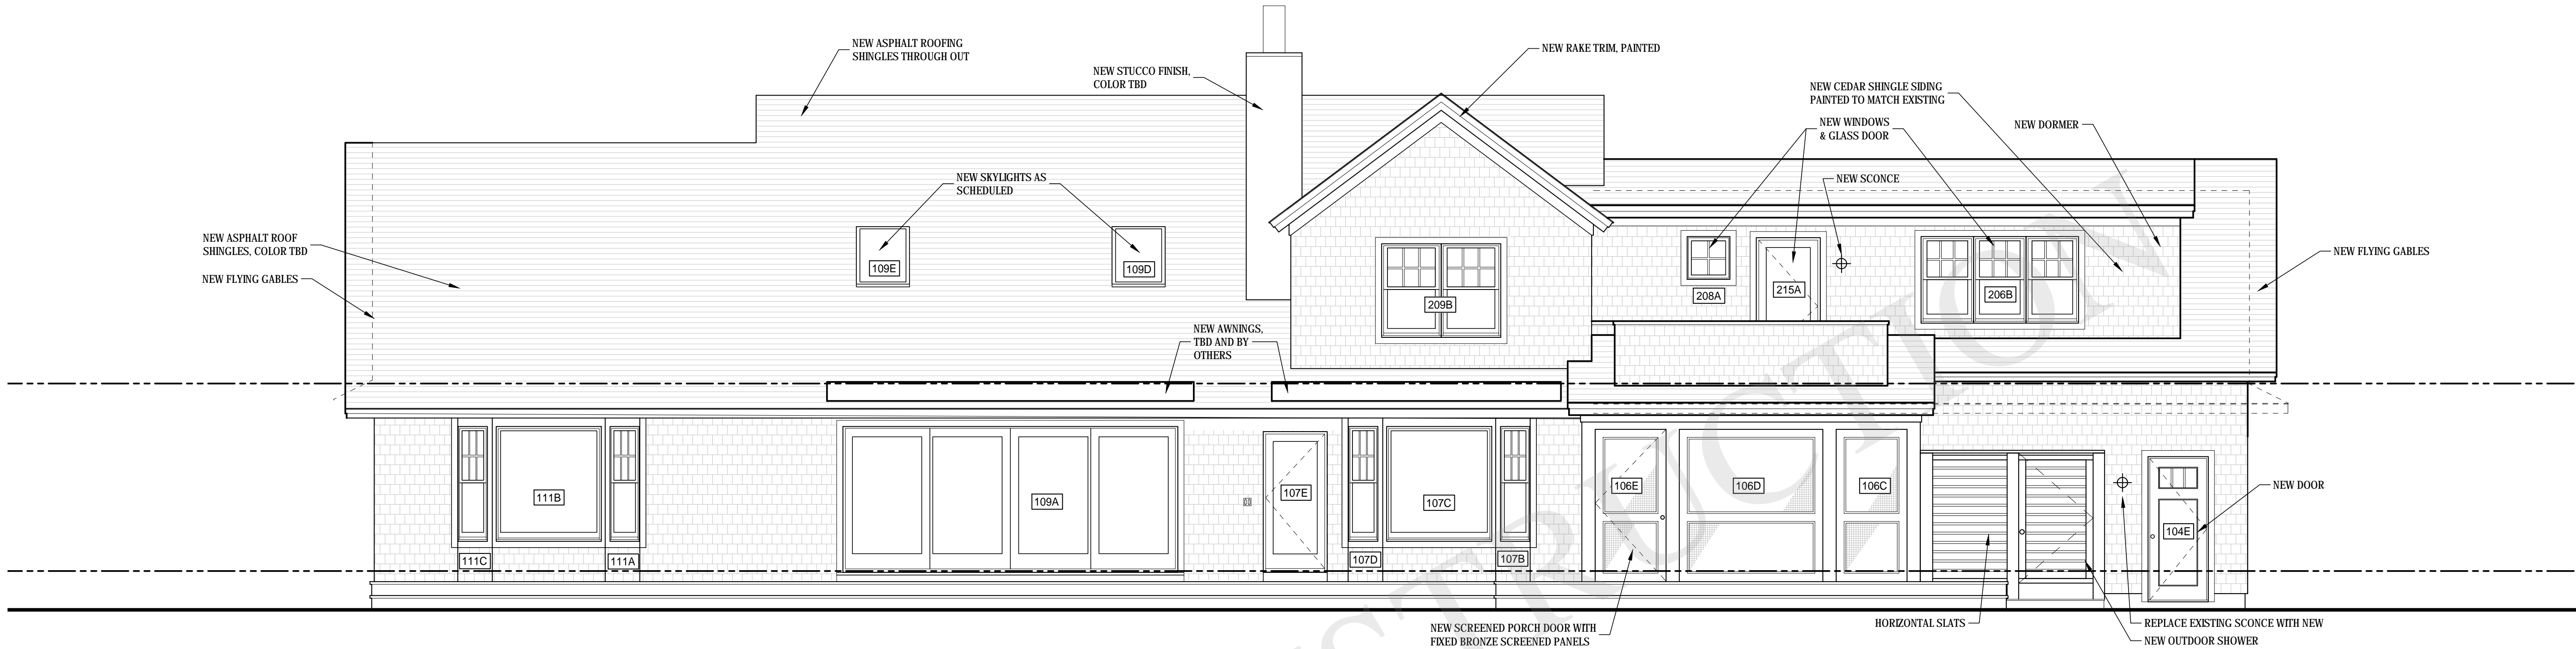 NEW ASPHALT ROOFING
SHINGLES THROUGH OUT
NEW STUCCO FINISH,
COLOR TBD
NEW RAKE TRIM, PAINTED
NEW CEDAR SHINGLE SIDING
PAINTED TO MATCH EXISTING
NEW WINDOWS
& GLASS DOOR
NEW DORMER
NEW SKYLIGHTS AS
SCHEDULED
NEW SCONCE
NEW ASPHALT ROOF
SHINGLES, COLOR TBD
NEW FLYING GABLES
NEW FLYING GABLES
109E
109D
209B
208A
215A
206B
NEW AWNINGS,
TBD AND BY
OTHERS
111B
109A
107E
107C
106E
106D
106C
NEW DOOR
104E
111C
111A
107D
107B
NEW SCREENED PORCH DOOR WITH
FIXED BRONZE SCREENED PANELS
HORIZONTAL SLATS
REPLACE EXISTING SCONCE WITH NEW
NEW OUTDOOR SHOWER
STRUCTION